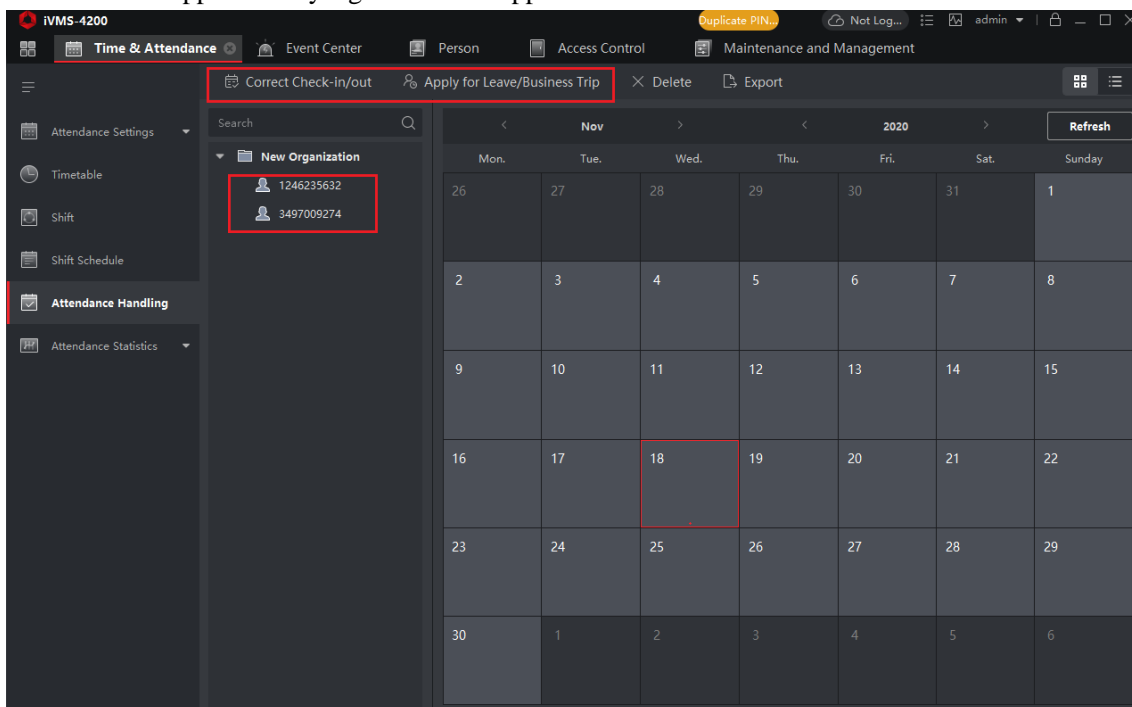 iVMS-4200
Duplicate PIN...
Not Log...
admin
Time & Attendance
Event Center
Person
Access Control
Maintenance and Management
Correct Check-in/out
Apply for Leave/Business Trip
Delete
Export
Attendance Settings
Timetable
Shift
Shift Schedule
Attendance Handling
Attendance Statistics
Search
New Organization
1246235632
3497009274
< Nov > < 2020 > Refresh
Mon. Tue. Wed. Thu. Fri. Sat. Sunday
26 27 28 29 30 31 1
2 3 4 5 6 7 8
9 10 11 12 13 14 15
16 17 18 19 20 21 22
23 24 25 26 27 28 29
30 1 2 3 4 5 6